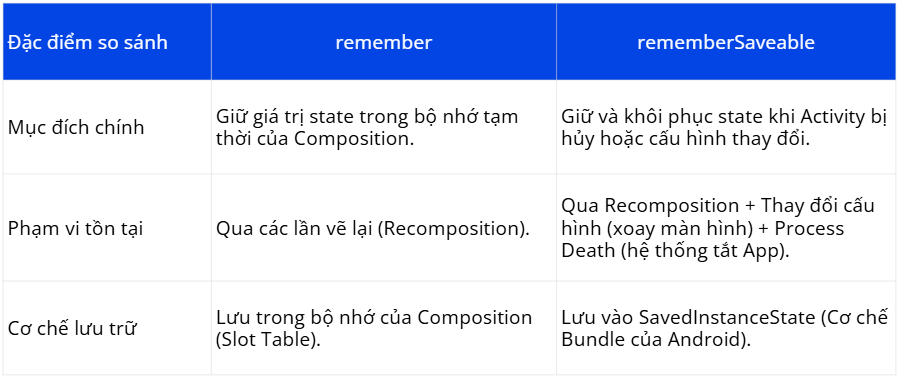 Đặc điểm so sánh
remember
rememberSaveable
Mục đích chính
Giữ giá trị state trong bộ nhớ tạm
thời của Composition.
Giữ và khôi phục state khi Activity bị
hủy hoặc cấu hình thay đổi.
Phạm vi tồn tại
Qua các lần vẽ lại (Recomposition).
Qua Recomposition + Thay đổi cấu
hình (xoay màn hình) + Process
Death (hệ thống tắt App).
Cơ chế lưu trữ
Lưu trong bộ nhớ của Composition
(Slot Table).
Lưu vào SavedInstanceState (Cơ chế
Bundle của Android).